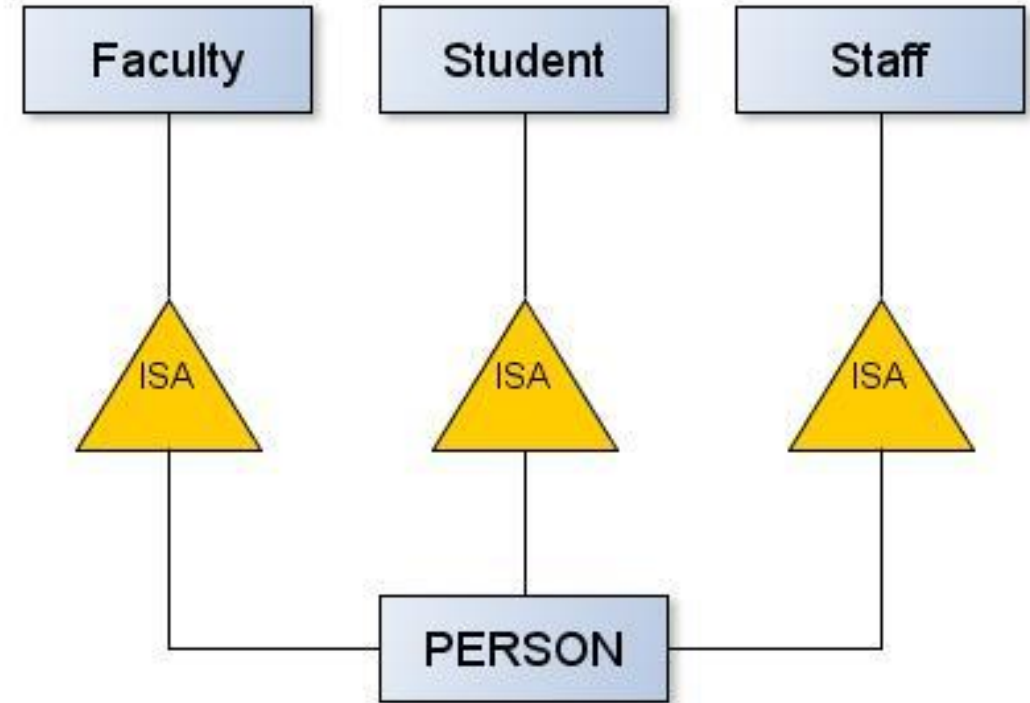 Faculty
Student
Staff
ISA
ISA
ISA
PERSON